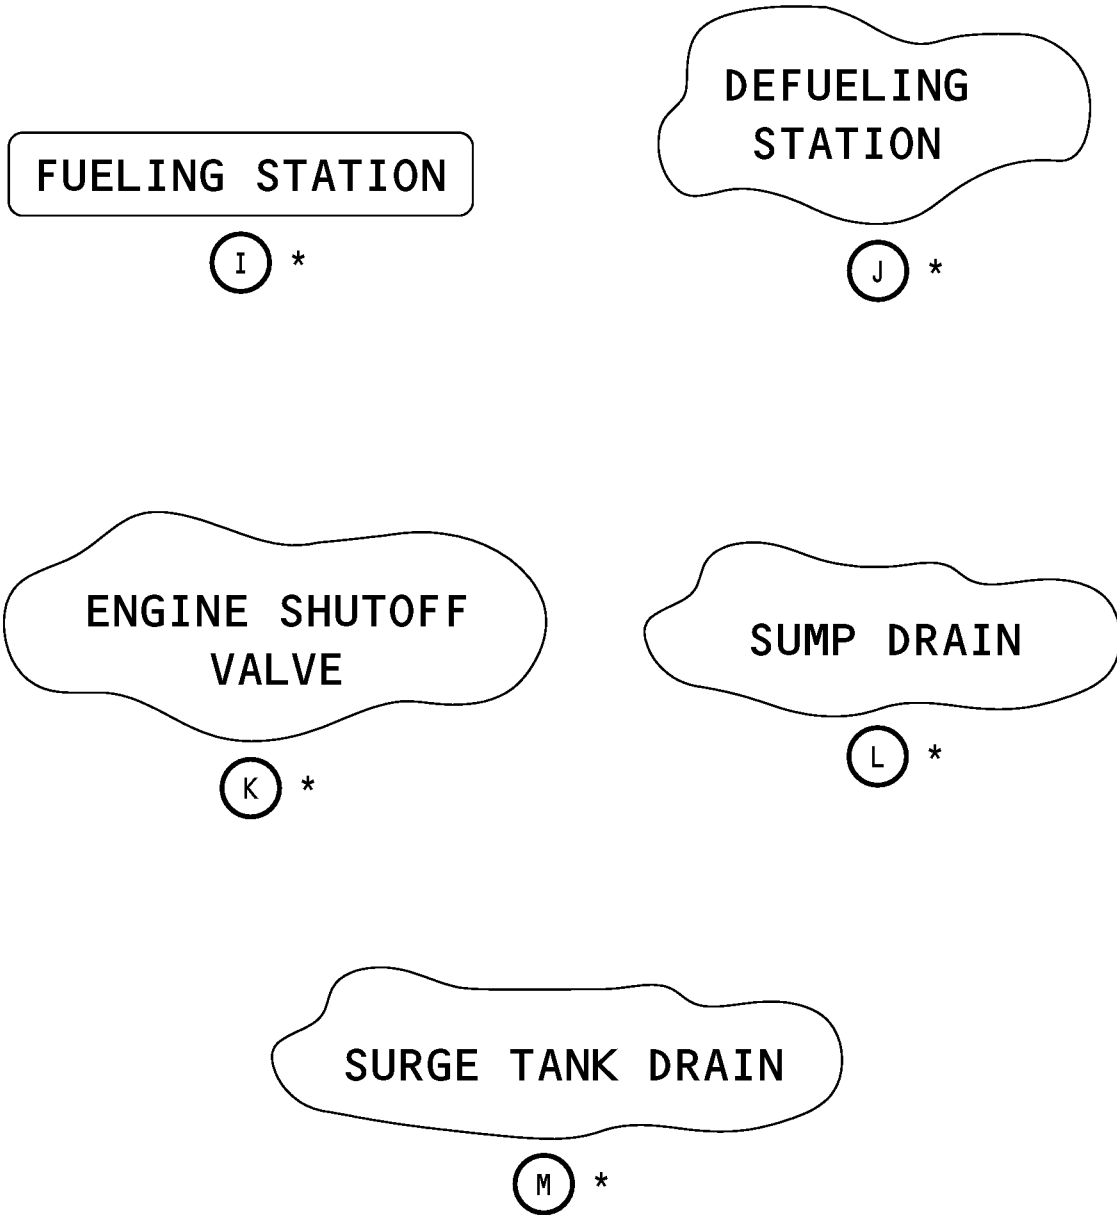 DEFUELING
STATION
FUELING STATION
I *
J *
ENGINE SHUTOFF
VALVE
SUMP DRAIN
K *
L *
SURGE TANK DRAIN
M *